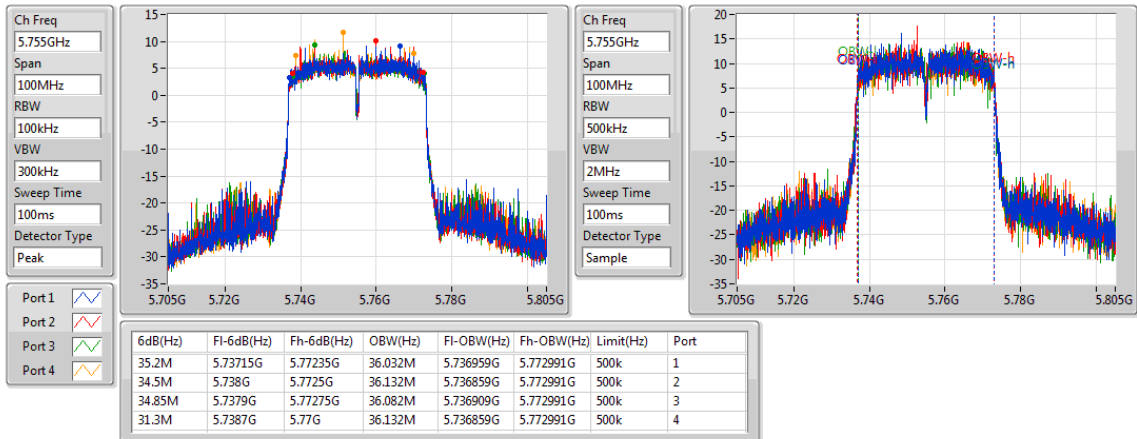 Ch Freq
5.755GHz
Span
100MHz
RBW
100kHz
VBW
300kHz
Sweep Time
100ms
Detector Type
Peak
15
10
5
0
-5
-10
-15
-20
-25
-30
-35
5.705G 5.72G 5.74G 5.76G 5.78G 5.805G
Ch Freq
5.755GHz
Span
100MHz
RBW
500kHz
VBW
2MHz
Sweep Time
100ms
Detector Type
Sample
20
15
10
5
0
-5
-10
-15
-20
-25
-30
-35
5.705G 5.72G 5.74G 5.76G 5.78G 5.805G
Port 1
Port 2
Port 3
Port 4
6dB(Hz) Fl-6dB(Hz) Fh-6dB(Hz) OBW(Hz) Fl-OBW(Hz) Fh-OBW(Hz) Limit(Hz) Port
35.2M 5.73715G 5.77235G 36.032M 5.736959G 5.772991G 500k 1
34.5M 5.738G 5.7725G 36.132M 5.736859G 5.772991G 500k 2
34.85M 5.7379G 5.77275G 36.082M 5.736909G 5.772991G 500k 3
31.3M 5.7387G 5.77G 36.132M 5.736859G 5.772991G 500k 4